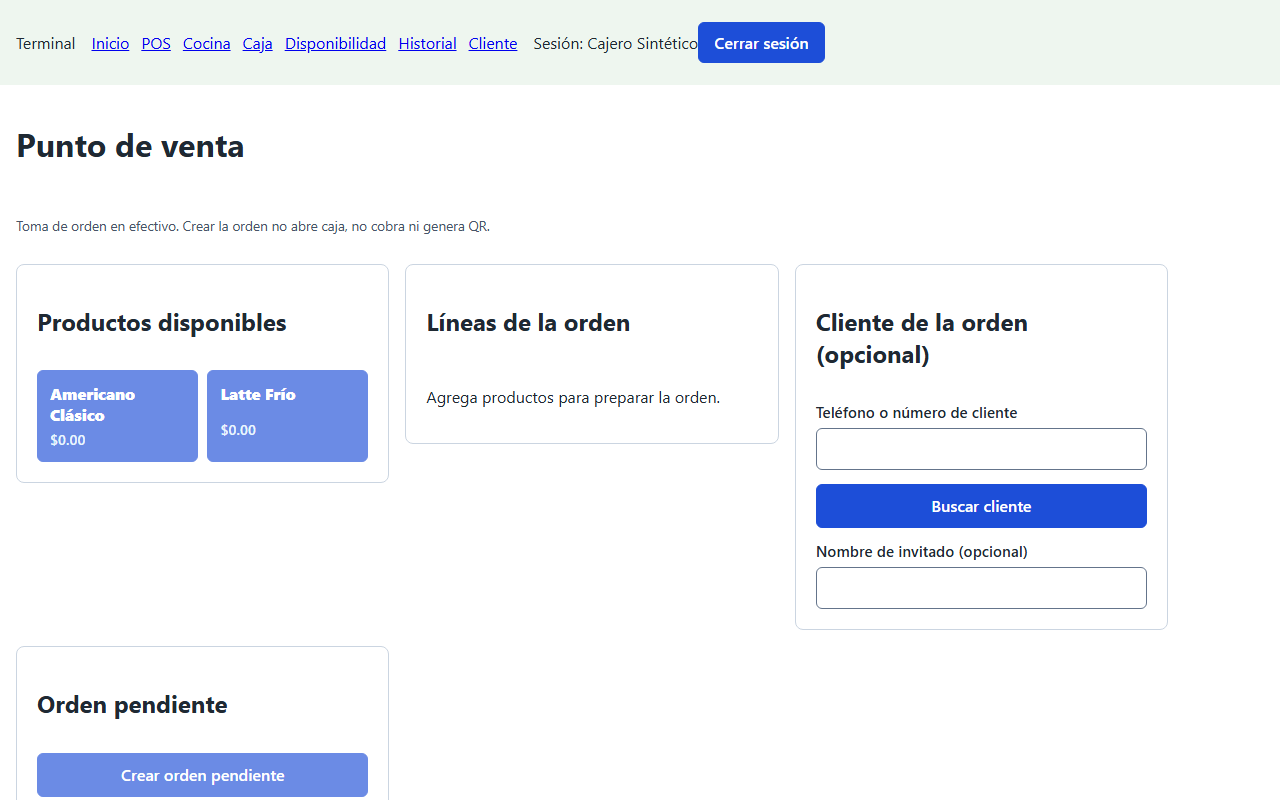 Terminal Inicio POS Cocina Caja Disponibilidad Historial Cliente Sesión: Cajero Sintético Cerrar sesión
Punto de venta
Toma de orden en efectivo. Crear la orden no abre caja, no cobra ni genera QR.
Productos disponibles
Americano
Clásico
$0.00
Latte Frío
$0.00
Líneas de la orden
Agrega productos para preparar la orden.
Cliente de la orden
(opcional)
Teléfono o número de cliente
Buscar cliente
Nombre de invitado (opcional)
Orden pendiente
Crear orden pendiente